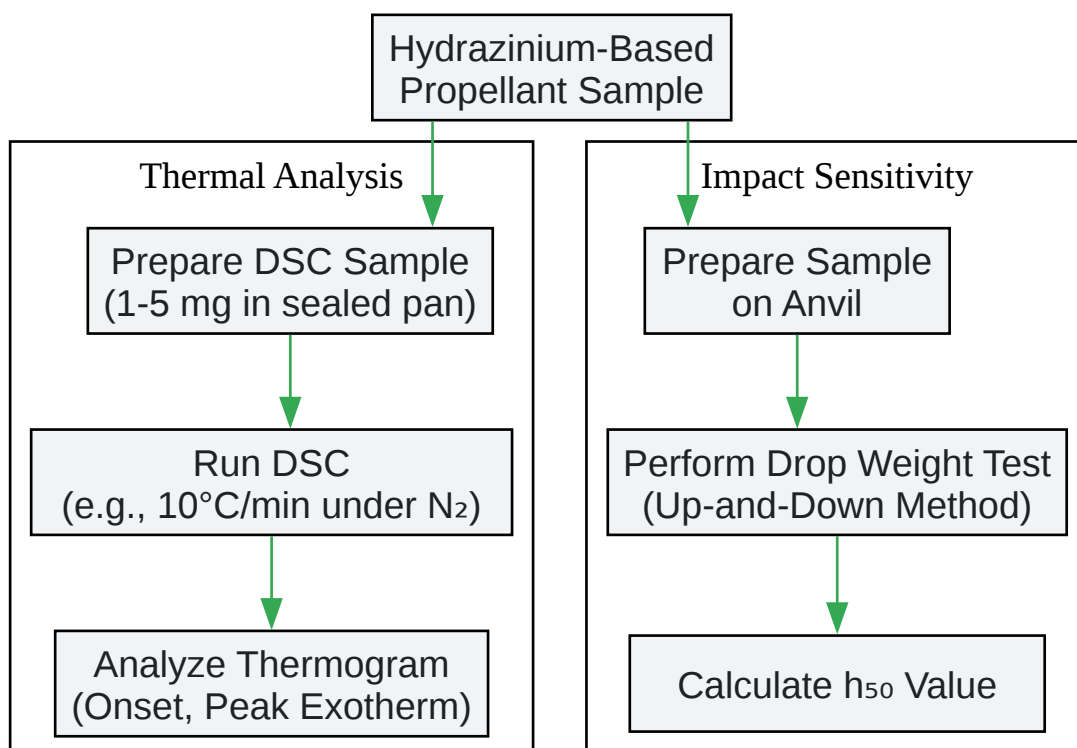 Hydrazinium-Based
Propellant Sample
Thermal Analysis
Prepare DSC Sample
(1-5 mg in sealed pan)
Run DSC
(e.g., 10°C/min under N₂)
Analyze Thermogram
(Onset, Peak Exotherm)
Impact Sensitivity
Prepare Sample
on Anvil
Perform Drop Weight Test
(Up-and-Down Method)
Calculate h₅₀ Value